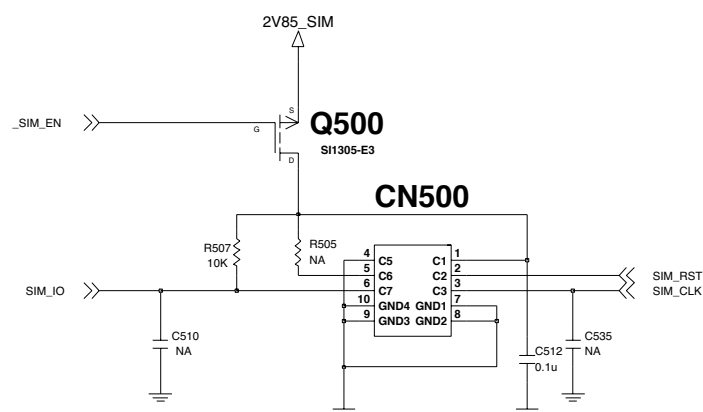 2V85_SIM
S
_SIM_EN
G
Q500
SI1305-E3
D
CN500
R507
10K
R505
NA
4 C5 C1 1
5 C6 C2 2
6 C7 C3 3
10 GND4 GND1 7
9 GND3 GND2 8
SIM_IO
SIM_RST
SIM_CLK
C510
NA
C512
0.1u
C535
NA